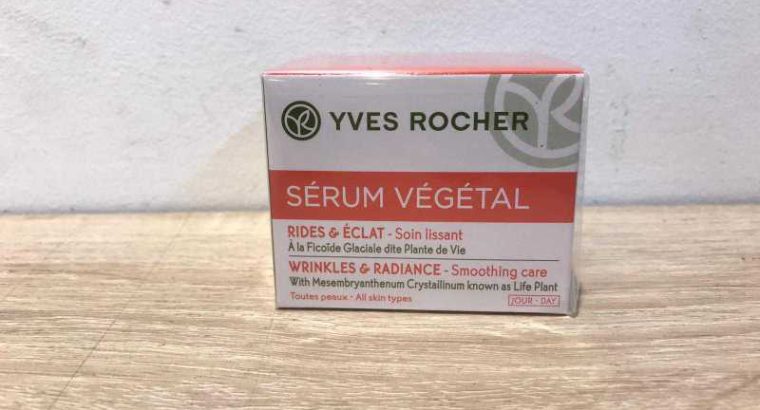 YVES ROCHER
SÉRUM VÉGÉTAL
RIDES & ÉCLAT - Soin lissant
À la Ficoïde Glaciale dite Plante de Vie
WRINKLES & RADIANCE - Smoothing care
With Mesembryanthenum Crystallinum known as Life Plant
Toutes peaux - All skin types
JOUR - DAY